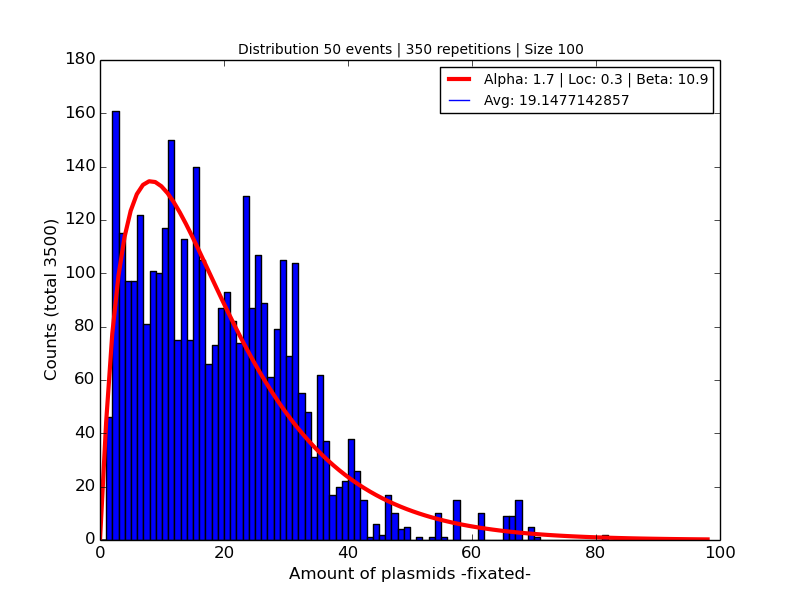 Distribution 50 events | 350 repetitions | Size 100
Alpha: 1.7 | Loc: 0.3 | Beta: 10.9
Avg: 19.1477142857
180
160
140
120
100
80
60
40
20
0
Counts (total 3500)
0 20 40 60 80 100
Amount of plasmids -fixated-